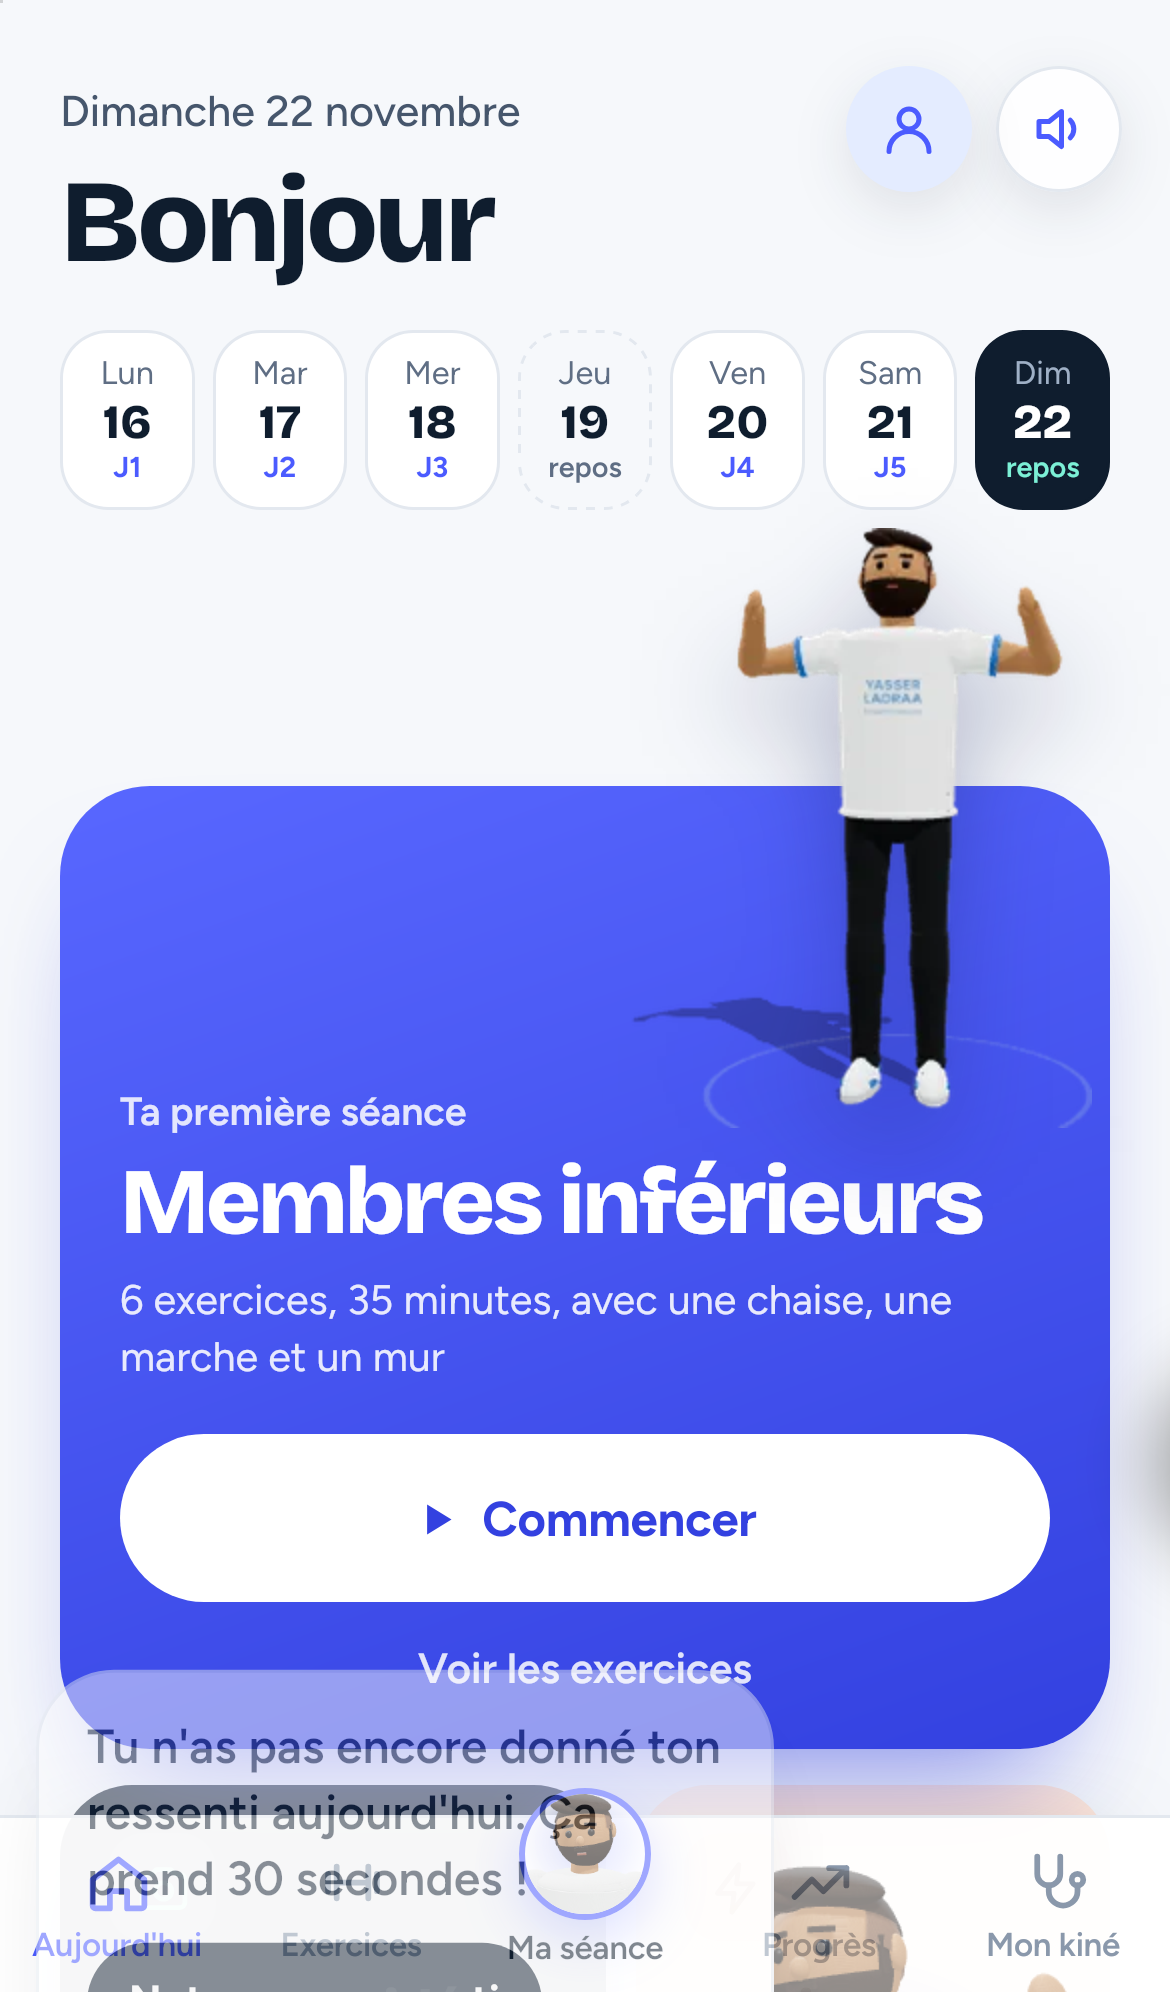 Dimanche 22 novembre
Bonjour
Lun Mar Mer Jeu Ven Sam Dim
16 17 18 19 20 21 22
J1 J2 J3 repos J4 J5 repos
YASSER
LADRAA
Ta première séance
Membres inférieurs
6 exercices, 35 minutes, avec une chaise, une
marche et un mur
Commencer
Voir les exercices
Tu n'as pas encore donné ton
ressenti aujourd'hui. Ça
prend 30 secondes !
Aujourd'hui Exercices Ma séance Progrès Mon kiné